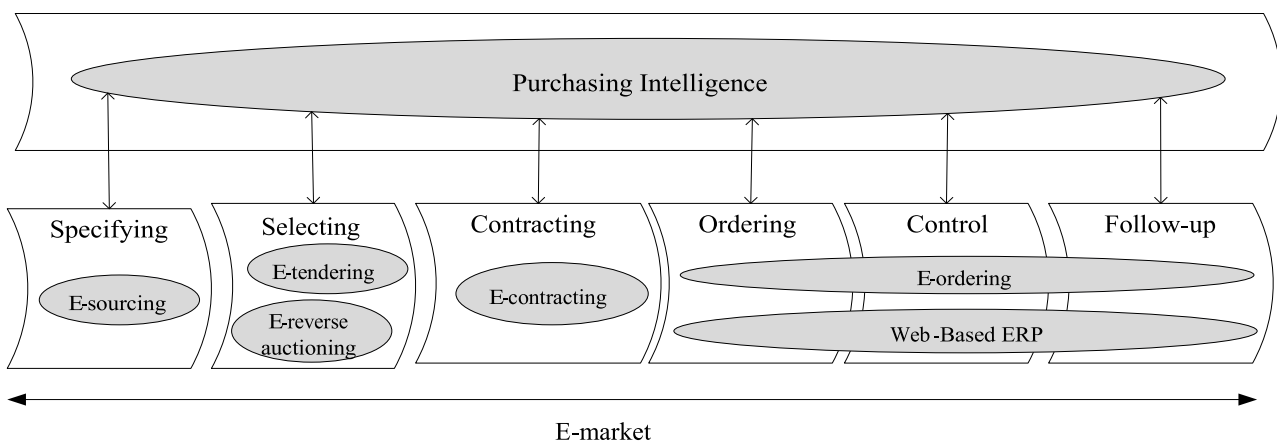 Purchasing Intelligence
Specifying
Selecting
Contracting
Ordering
Control
Follow-up
E-tendering
E-sourcing
E-reverse
auctioning
E-contracting
E-ordering
Web-Based ERP
E-market